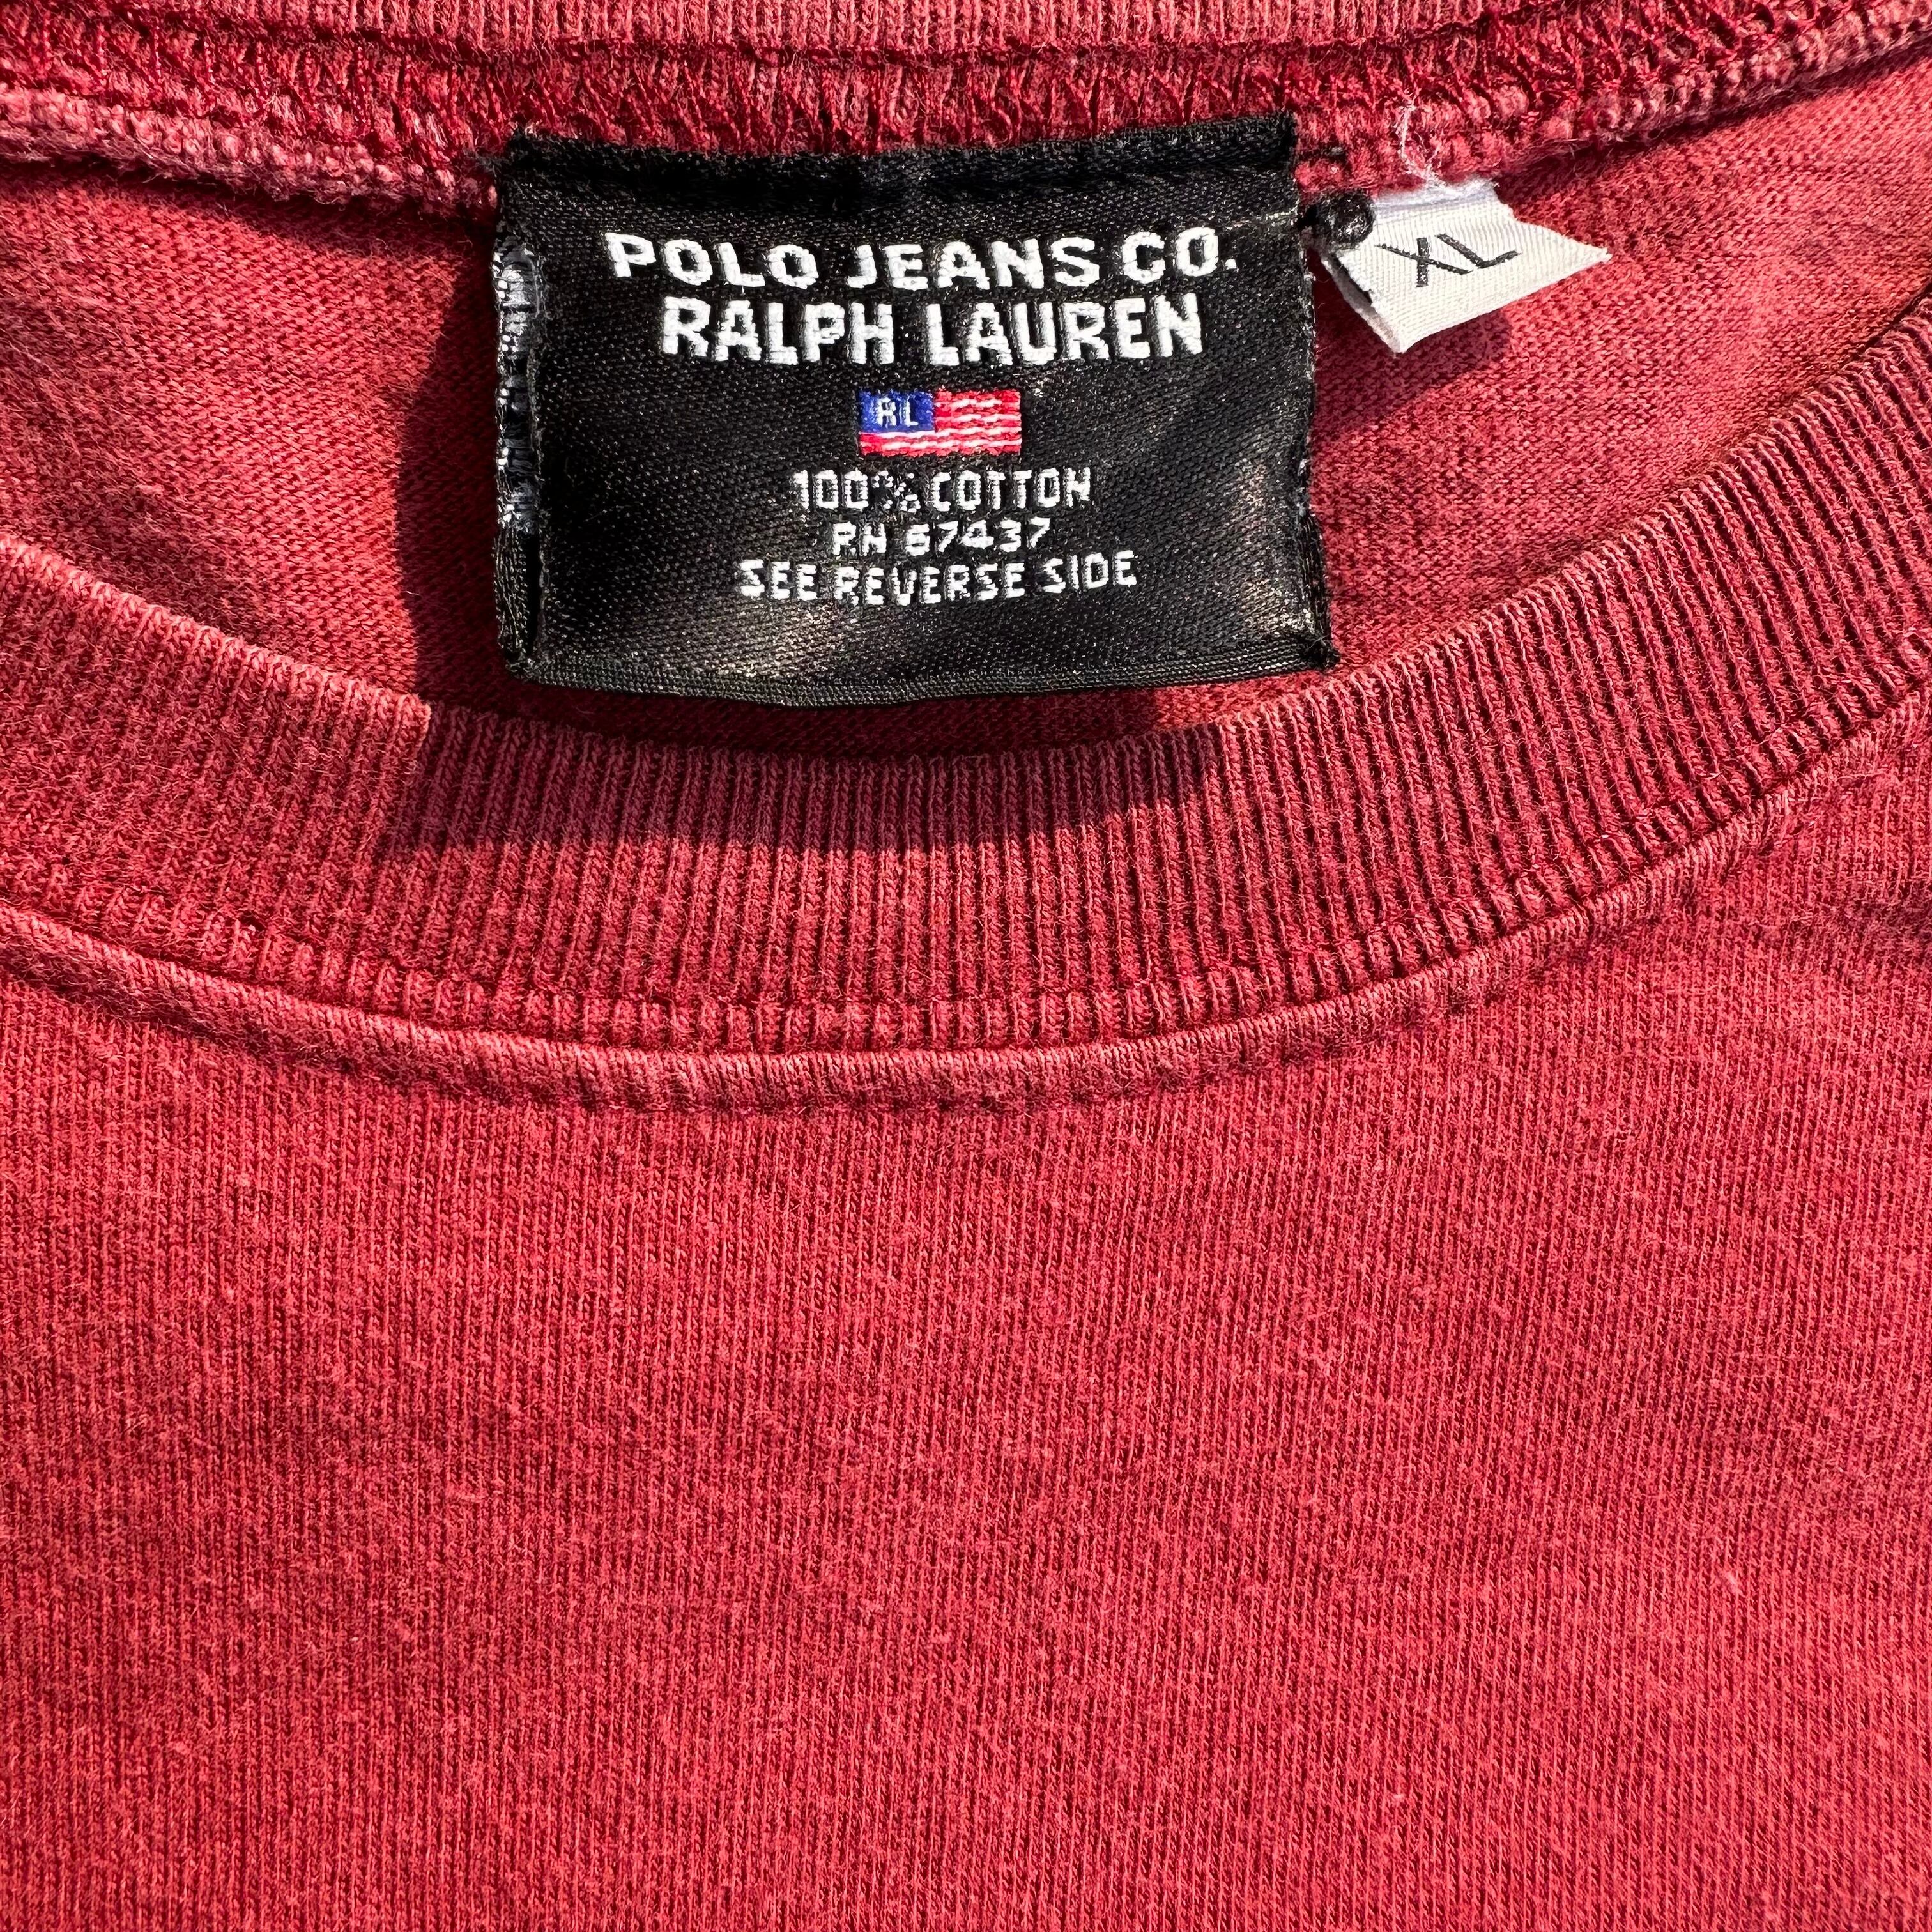 POLO JEANS CO.
RALPH LAUREN
RL
100% COTTON
RN 67437
SEE REVERSE SIDE
XL